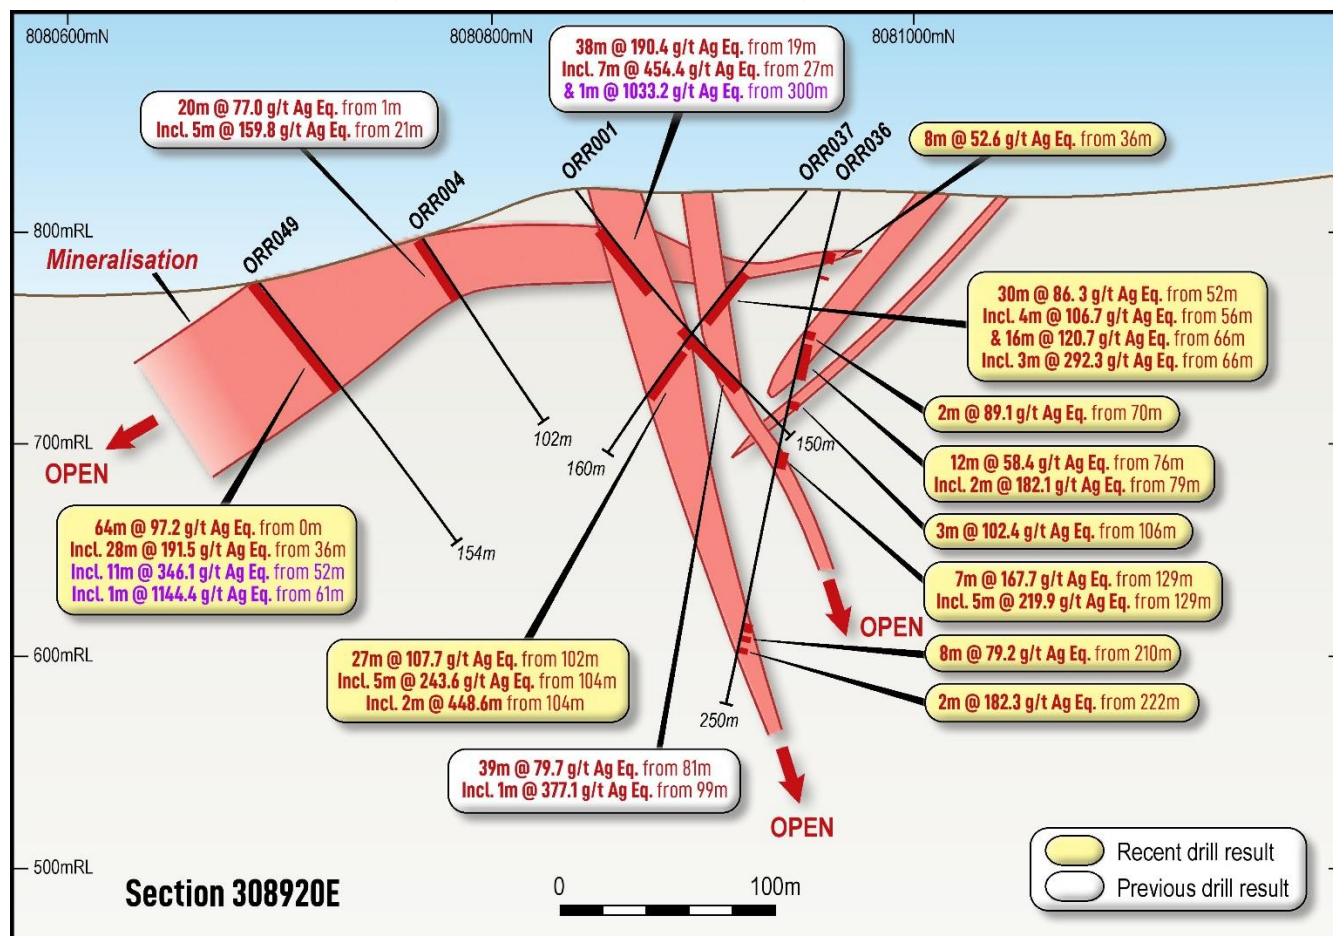 8080600mN
8080800mN
8081000mN
38m @ 190.4 g/t Ag Eq. from 19m
Incl. 7m @ 454.4 g/t Ag Eq. from 27m
& 1m @ 1033.2 g/t Ag Eq. from 300m
20m @ 77.0 g/t Ag Eq. from 1m
Incl. 5m @ 159.8 g/t Ag Eq. from 21m
8m @ 52.6 g/t Ag Eq. from 36m
ORR049
ORR004
ORR001
ORR037
ORR036
800mRL
Mineralisation
30m @ 86. 3 g/t Ag Eq. from 52m
Incl. 4m @ 106.7 g/t Ag Eq. from 56m
& 16m @ 120.7 g/t Ag Eq. from 66m
Incl. 3m @ 292.3 g/t Ag Eq. from 66m
2m @ 89.1 g/t Ag Eq. from 70m
700mRL
OPEN
102m
160m
150m
12m @ 58.4 g/t Ag Eq. from 76m
Incl. 2m @ 182.1 g/t Ag Eq. from 79m
64m @ 97.2 g/t Ag Eq. from 0m
Incl. 28m @ 191.5 g/t Ag Eq. from 36m
Incl. 11m @ 346.1 g/t Ag Eq. from 52m
Incl. 1m @ 1144.4 g/t Ag Eq. from 61m
154m
3m @ 102.4 g/t Ag Eq. from 106m
7m @ 167.7 g/t Ag Eq. from 129m
Incl. 5m @ 219.9 g/t Ag Eq. from 129m
OPEN
600mRL
8m @ 79.2 g/t Ag Eq. from 210m
27m @ 107.7 g/t Ag Eq. from 102m
Incl. 5m @ 243.6 g/t Ag Eq. from 104m
Incl. 2m @ 448.6m from 104m
2m @ 182.3 g/t Ag Eq. from 222m
250m
39m @ 79.7 g/t Ag Eq. from 81m
Incl. 1m @ 377.1 g/t Ag Eq. from 99m
OPEN
500mRL
Section 308920E
0
100m
Recent drill result
Previous drill result